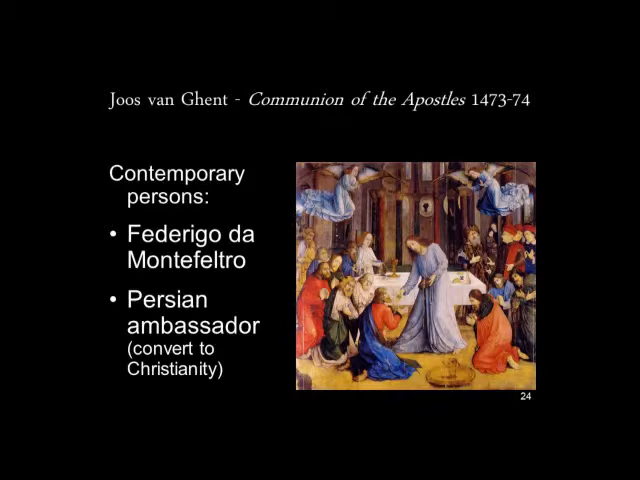 Joos van Ghent - Communion of the Apostles 1473-74
Contemporary
persons:
• Federigo da
Montefeltro
• Persian
ambassador
(convert to
Christianity)
24